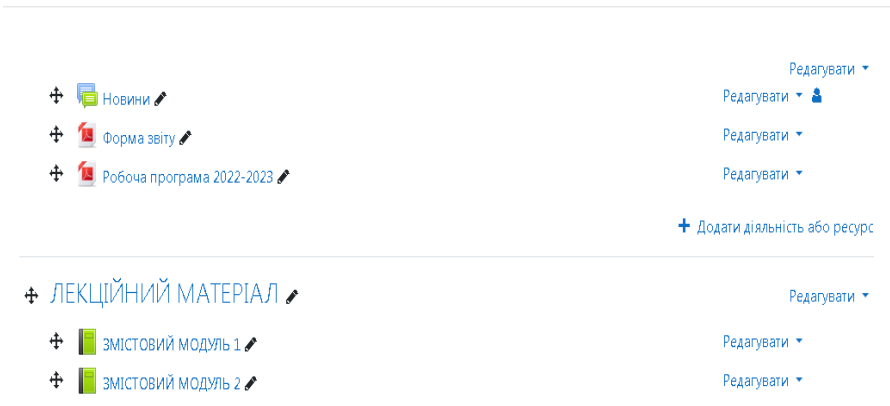 Редагувати
Новини Редагувати
Форма звіту Редагувати
Робоча програма 2022-2023 Редагувати
Додати діяльність або ресурс
ЛЕКЦІЙНИЙ МАТЕРІАЛ Редагувати
ЗМІСТОВИЙ МОДУЛЬ 1 Редагувати
ЗМІСТОВИЙ МОДУЛЬ 2 Редагувати